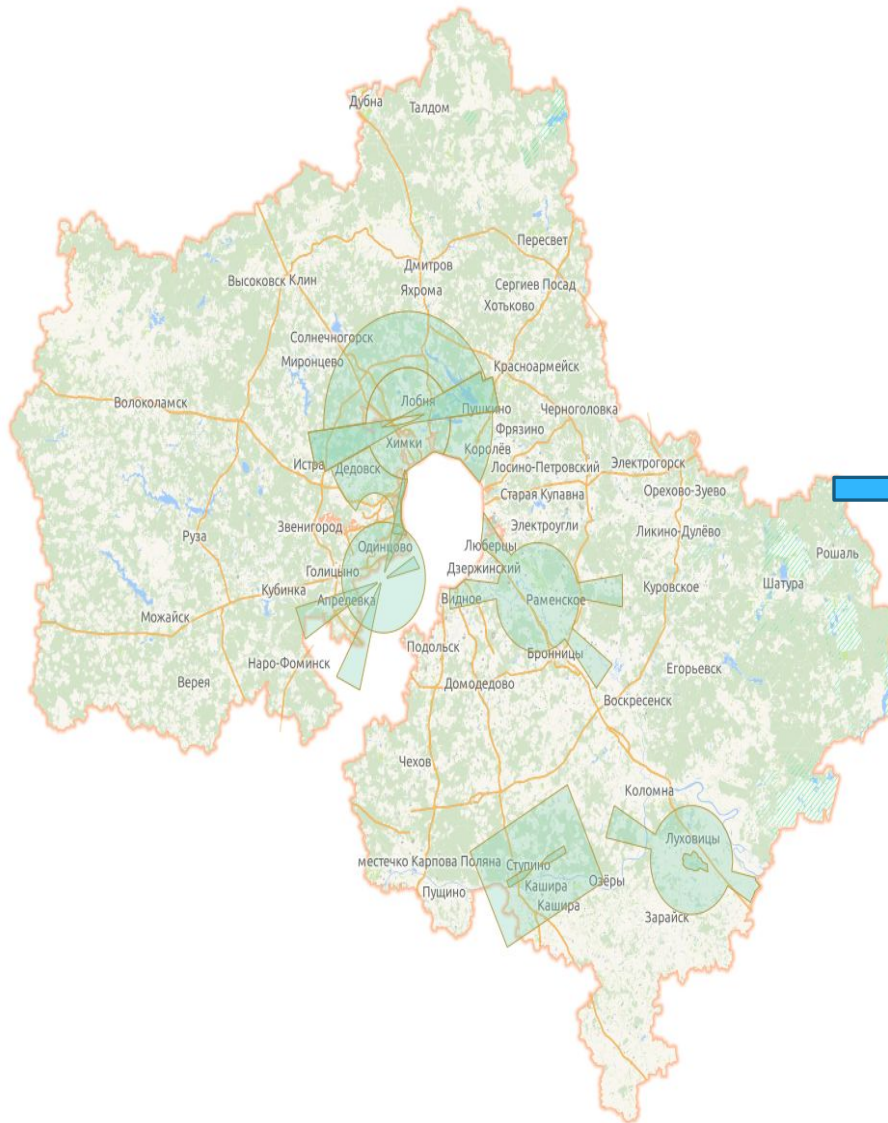 Дубна
Талдом
Пересвет
Дмитров
Высоковск Клин
Сергиев Посад
Яхрома
Хотьково
Солнечногорск
Миронцево
Красноармейск
Волоколамск
Лобня
Пушкино
Черноголовка
Фрязино
Химки
Королёв
Истра
Дедовск
Лосино-Петровский
Электрогорск
Старая Купавна
Орехово-Зуево
Звенигород
Электроугли
Руза
Ликино-Дулёво
Одинцово
Люберцы
Рошаль
Голицыно
Дзержинский
Шатура
Кубинка
Апрелевка
Видное
Раменское
Куровское
Можайск
Подольск
Бронницы
Наро-Фоминск
Егорьевск
Верея
Домодедово
Воскресенск
Чехов
Коломна
Луховицы
местечко Карпова Поляна
Ступино
Озёры
Пущино
Кашира
Кашира
Зарайск